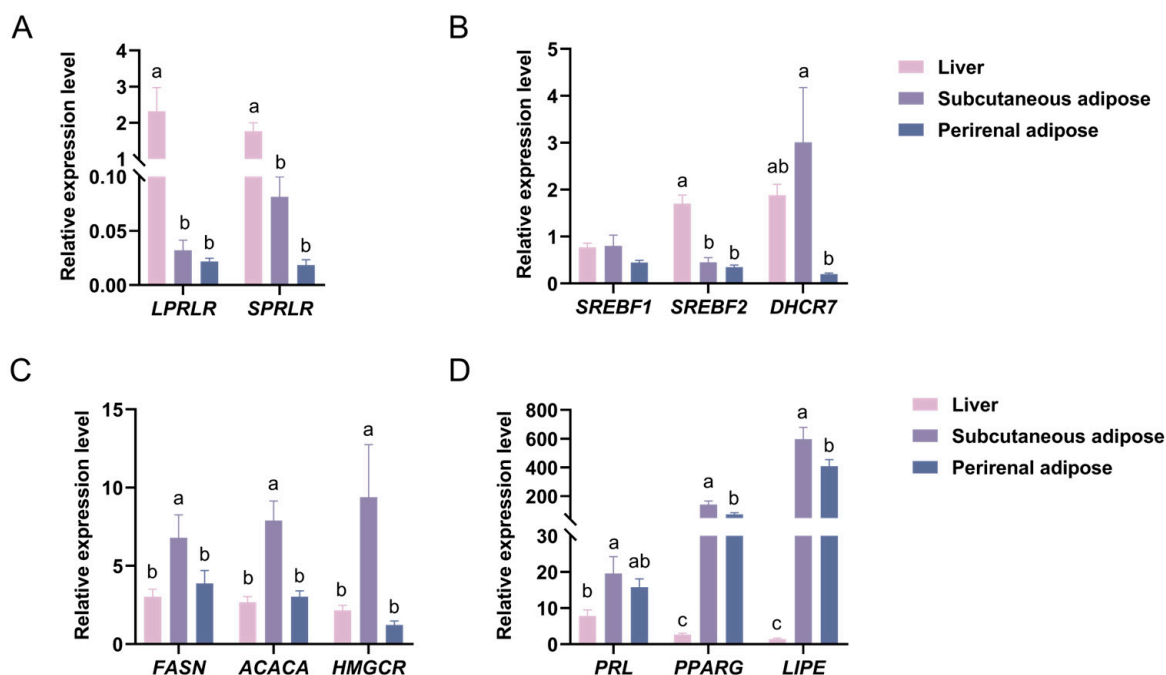 A
Relative expression level
4
3
2
1
0.10
0.05
0.00
a
b
b
a
b
b
LPRLR
SPRLR
B
Relative expression level
5
4
3
2
1
0
a
b
b
ab
a
b
SREBF1
SREBF2
DHCR7
Liver
Subcutaneous adipose
Perirenal adipose
C
Relative expression level
15
10
5
0
b
a
b
b
a
b
b
a
b
FASN
ACACA
HMGCR
D
Relative expression level
800
600
400
200
30
20
10
0
b
a
ab
c
a
b
c
a
b
PRL
PPARG
LIPE
Liver
Subcutaneous adipose
Perirenal adipose